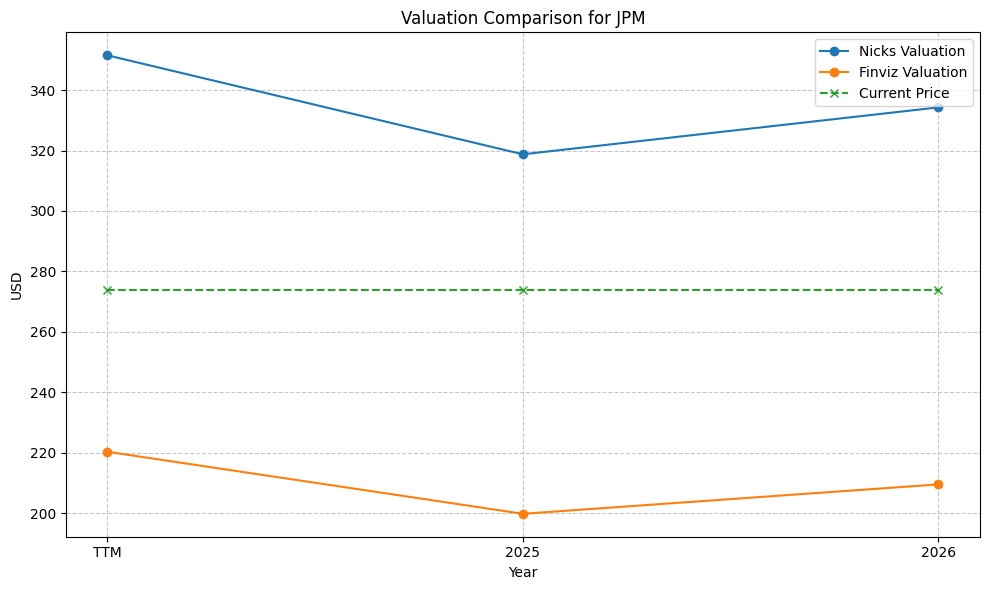 Valuation Comparison for JPM
Nicks Valuation
Finviz Valuation
Current Price
340
320
300
280
260
240
220
200
USD
TTM
2025
2026
Year